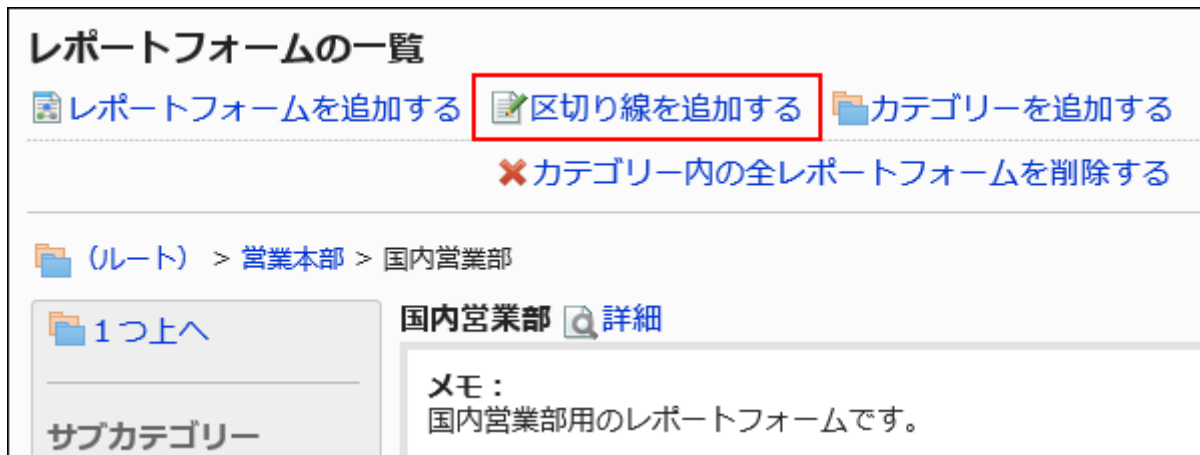 レポートフォームの一覧
レポートフォームを追加する 区切り線を追加する カテゴリーを追加する
カテゴリー内の全レポートフォームを削除する
（ルート） > 営業本部 > 国内営業部
1つ上へ
国内営業部 詳細
メモ：
国内営業部用のレポートフォームです。
サブカテゴリー